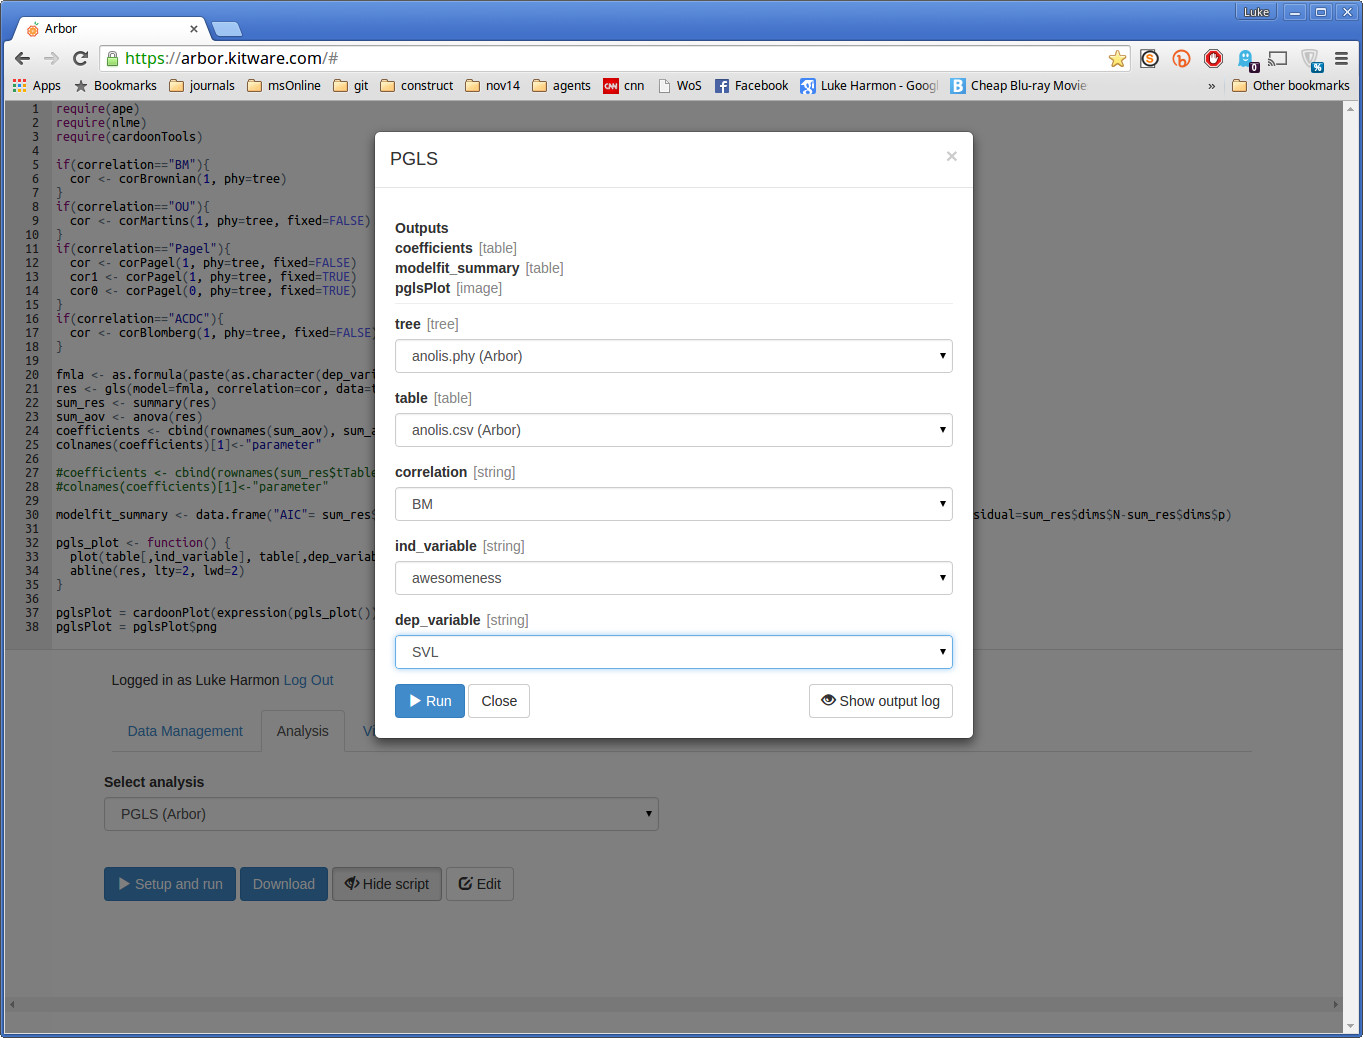 Luke
Arbor
https://arbor.kitware.com/#
Apps Bookmarks journals msOnline git construct nov14 agents cnn WoS Facebook Luke Harmon - Goog Cheap Blu-ray Movie » Other bookmarks
1 require(ape)
2 require(nlme)
3 require(cardoonTools)
4
5 if(correlation=="BM"){
6 cor <- corBrownian(1, phy=tree)
7 }
8 if(correlation=="OU"){
9 cor <- corMartins(1, phy=tree, fixed=FALSE)
10 }
11 if(correlation=="Pagel"){
12 cor <- corPagel(1, phy=tree, fixed=FALSE)
13 cor1 <- corPagel(1, phy=tree, fixed=TRUE)
14 cor0 <- corPagel(0, phy=tree, fixed=TRUE)
15 }
16 if(correlation=="ACDC"){
17 cor <- corBlomberg(1, phy=tree, fixed=FALSE
18 }
19
20 fmla <- as.formula(paste(as.character(dep_vari
21 res <- gls(model=fmla, correlation=cor, data=t
22 sum_res <- summary(res)
23 sum_aov <- anova(res)
24 coefficients <- cbind(rownames(sum_aov), sum_a
25 colnames(coefficients)[1]<-"parameter"
26
27 #coefficients <- cbind(rownames(sum_res$tTable
28 #colnames(coefficients)[1]<-"parameter"
29
30 modelfit_summary <- data.frame("AIC"= sum_res$ sidual=sum_res$dims$N-sum_res$dims$p)
31
32 pgls_plot <- function() {
33 plot(table[,ind_variable], table[,dep_variab
34 abline(res, lty=2, lwd=2)
35 }
36
37 pglsPlot = cardoonPlot(expression(pgls_plot())
38 pglsPlot = pglsPlot$png
PGLS ×
Outputs
coefficients [table]
modelfit_summary [table]
pglsPlot [image]
tree [tree]
anolis.phy (Arbor)
table [table]
anolis.csv (Arbor)
correlation [string]
BM
ind_variable [string]
awesomeness
dep_variable [string]
SVL
Run Close Show output log
Logged in as Luke Harmon Log Out
Data Management Analysis Vi
Select analysis
PGLS (Arbor)
Setup and run Download Hide script Edit